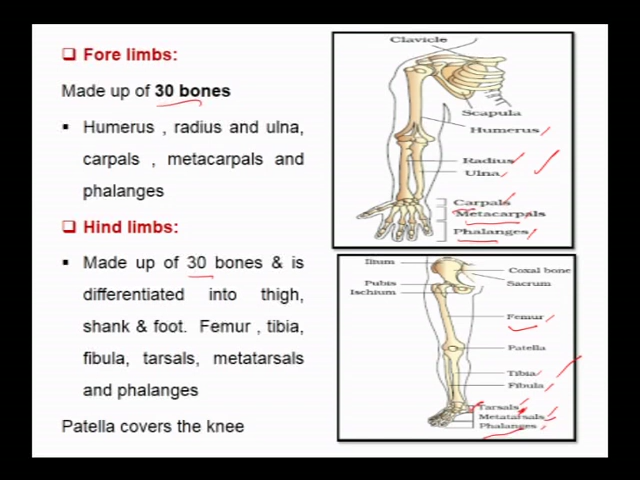 Fore limbs:
Made up of 30 bones
Humerus , radius and ulna,
carpals , metacarpals and
phalanges
Hind limbs:
Made up of 30 bones & is
differentiated into thigh,
shank & foot. Femur , tibia,
fibula, tarsals, metatarsals
and phalanges
Patella covers the knee
Clavicle
Scapula
Humerus
Radius
Ulna
Carpals
Metacarpals
Phalanges
Ilium
Coxal bone
Pubis
Sacrum
Ischium
Femur
Patella
Tibia
Fibula
Tarsals
Metatarsals
Phalanges